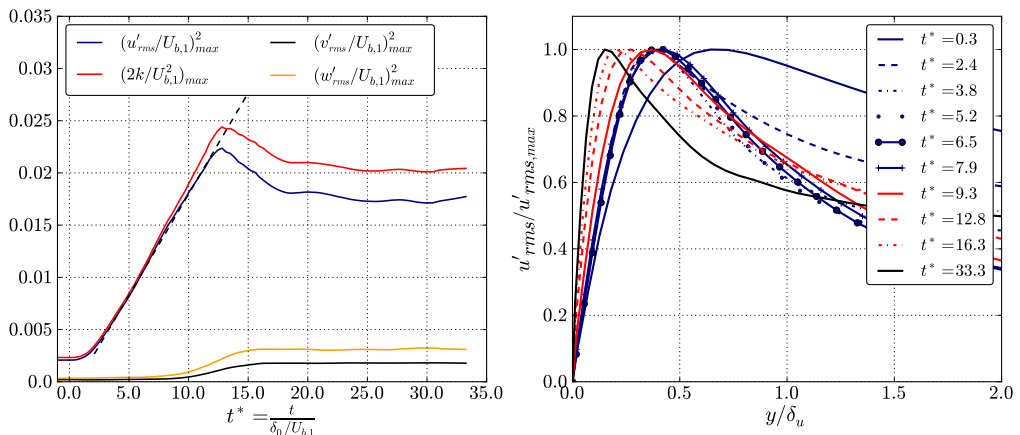 0.035
0.030
0.025
0.020
0.015
0.010
0.005
0.0
(u′rms/Ub,1)²max
(2k/U²b,1)max
(v′rms/Ub,1)²max
(w′rms/Ub,1)²max
0.0 5.0 10.0 15.0 20.0 25.0 30.0 35.0
t* = t/(δ0/Ub,1)
u′rms/u′rms,max
1.0
0.8
0.6
0.4
0.2
0.0
t* =0.3
t* =2.4
t* =3.8
t* =5.2
t* =6.5
t* =7.9
t* =9.3
t* =12.8
t* =16.3
t* =33.3
0.0 0.5 1.0 1.5 2.0
y/δu